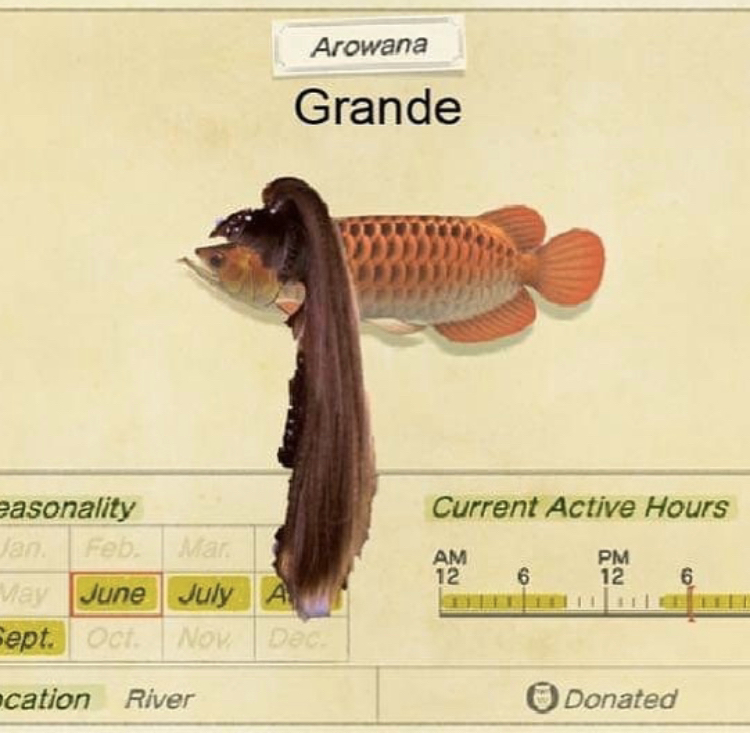 Arowana
Grande
easonality
Current Active Hours
Jan. Feb. Mar.
AM PM
12 6 12 6
May June July A
Sept. Oct. Nov. Dec.
ocation River
Donated